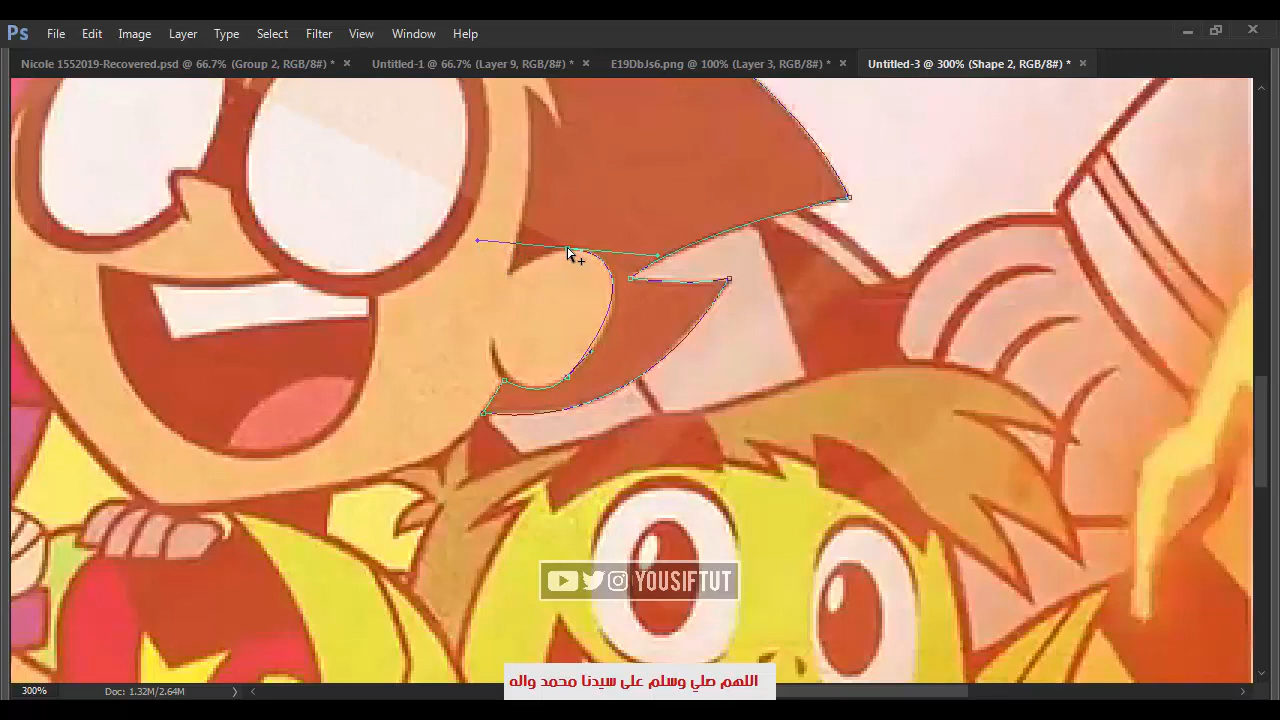 Ps File Edit Image Layer Type Select Filter View Window Help
Nicole 1552019-Recovered.psd @ 66.7% (Group 2, RGB/8#) * × Untitled-1 @ 66.7% (Layer 9, RGB/8#) * × E19DbJs6.png @ 100% (Layer 3, RGB/8#) * × Untitled-3 @ 300% (Shape 2, RGB/8#) * ×
YOUSIFTUT
اللهم صلي وسلم على سيدنا محمد واله
300% Doc: 1.32M/2.64M